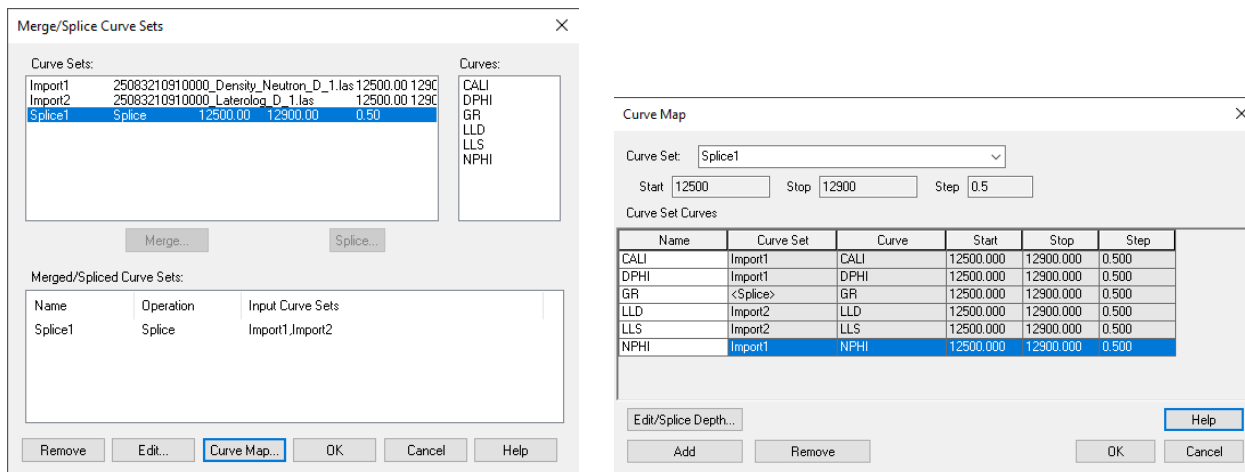 Merge/Splice Curve Sets
Curve Sets:
Curves:
Import1 25083210910000_Density_Neutron_D_1.las 12500.00 1290
Import2 25083210910000_Laterolog_D_1.las 12500.00 1290
Splice1 Splice 12500.00 12900.00 0.50
CALI
DPHI
GR
LLD
LLS
NPHI
Merge...
Splice...
Merged/Spliced Curve Sets:
Name Operation Input Curve Sets
Splice1 Splice Import1,Import2
Remove Edit... Curve Map... OK Cancel Help
Curve Map
Curve Set: Splice1
Start 12500 Stop 12900 Step 0.5
Curve Set Curves
Name Curve Set Curve Start Stop Step
CALI Import1 CALI 12500.000 12900.000 0.500
DPHI Import1 DPHI 12500.000 12900.000 0.500
GR <Splice> GR 12500.000 12900.000 0.500
LLD Import2 LLD 12500.000 12900.000 0.500
LLS Import2 LLS 12500.000 12900.000 0.500
NPHI Import1 NPHI 12500.000 12900.000 0.500
Edit/Splice Depth...
Help
Add Remove OK Cancel